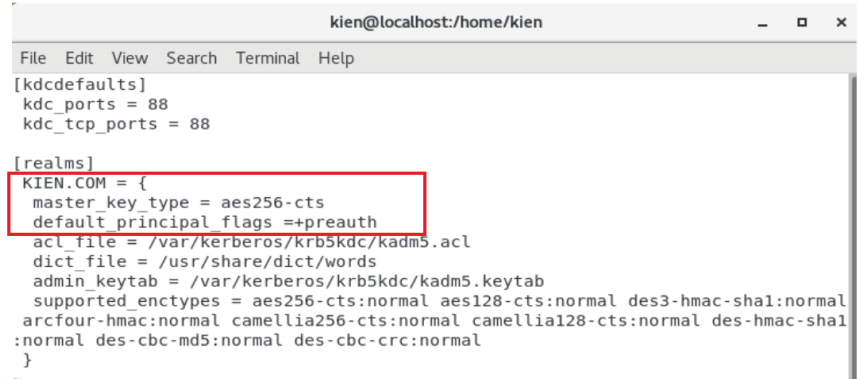 kien@localhost:/home/kien
File Edit View Search Terminal Help
[kdcdefaults]
kdc_ports = 88
kdc_tcp_ports = 88
[realms]
KIEN.COM = {
master_key_type = aes256-cts
default_principal_flags =+preauth
acl_file = /var/kerberos/krb5kdc/kadm5.acl
dict_file = /usr/share/dict/words
admin_keytab = /var/kerberos/krb5kdc/kadm5.keytab
supported_enctypes = aes256-cts:normal aes128-cts:normal des3-hmac-sha1:normal
arcfour-hmac:normal camellia256-cts:normal camellia128-cts:normal des-hmac-sha1
:normal des-cbc-md5:normal des-cbc-crc:normal
}